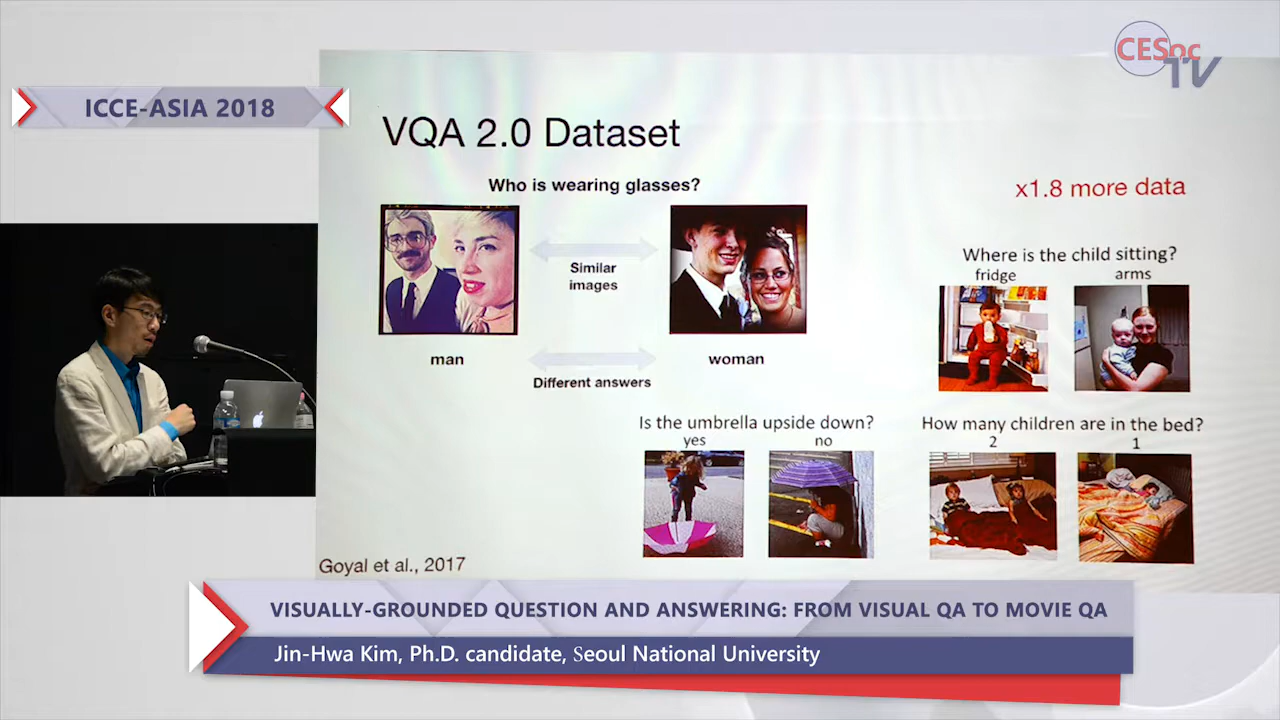 CESoc
TV
ICCE-ASIA 2018
VQA 2.0 Dataset
Who is wearing glasses?
x1.8 more data
Similar
images
man
woman
Different answers
Where is the child sitting?
fridge
arms
Is the umbrella upside down?
yes
no
How many children are in the bed?
2
1
Goyal et al., 2017
VISUALLY-GROUNDED QUESTION AND ANSWERING: FROM VISUAL QA TO MOVIE QA
Jin-Hwa Kim, Ph.D. candidate, Seoul National University